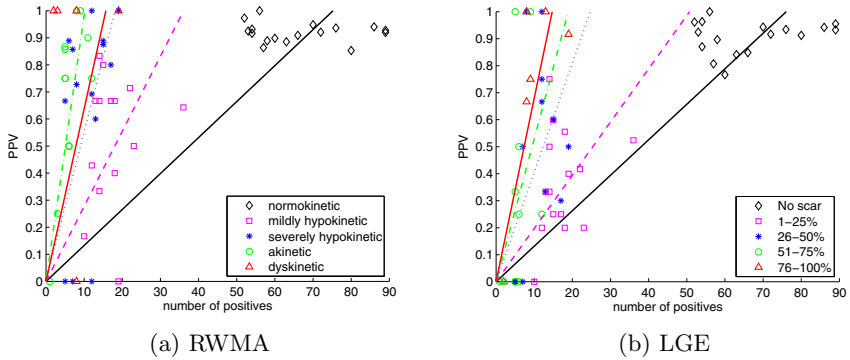 PPV
1
0.9
0.8
0.7
0.6
0.5
0.4
0.3
0.2
0.1
0
0 10 20 30 40 50 60 70 80 90
number of positives
normokinetic
mildly hypokinetic
severely hypokinetic
akinetic
dyskinetic
(a) RWMA
PPV
1
0.9
0.8
0.7
0.6
0.5
0.4
0.3
0.2
0.1
0
0 10 20 30 40 50 60 70 80 90
number of positives
No scar
1−25%
26−50%
51−75%
76−100%
(b) LGE